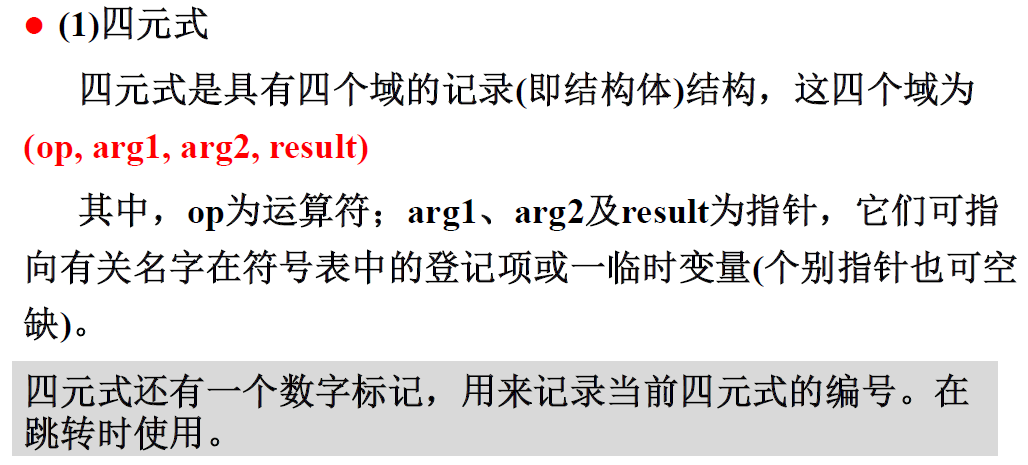 ● (1)四元式
四元式是具有四个域的记录(即结构体)结构，这四个域为
(op, arg1, arg2, result)
其中，op为运算符；arg1、arg2及result为指针，它们可指
向有关名字在符号表中的登记项或一临时变量(个别指针也可空
缺)。
四元式还有一个数字标记，用来记录当前四元式的编号。在
跳转时使用。